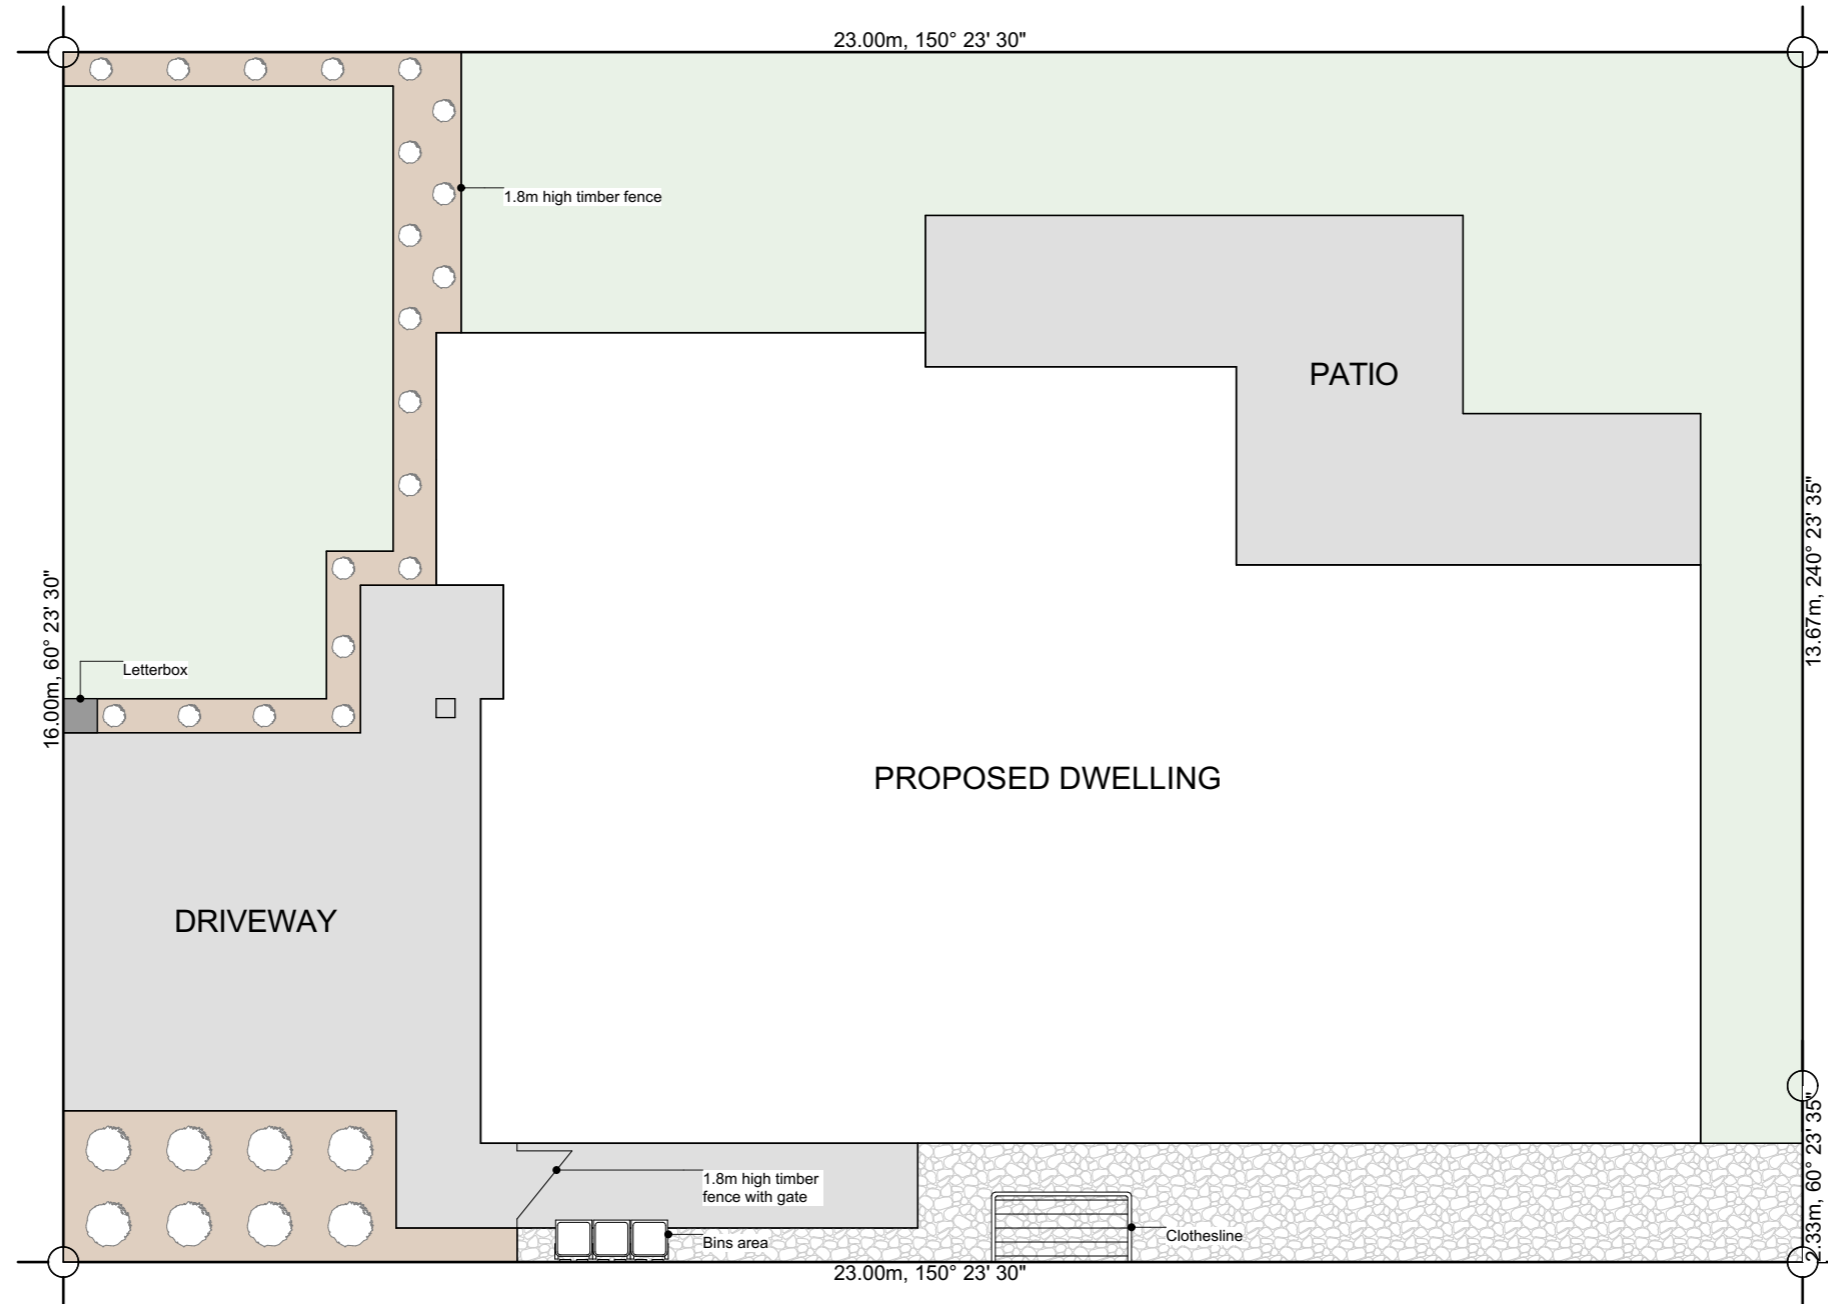 23.00m, 150° 23' 30"
1.8m high timber fence
PATIO
13.67m, 240° 23' 35"
16.00m, 60° 23' 30"
Letterbox
PROPOSED DWELLING
DRIVEWAY
2.33m, 60° 23' 35"
1.8m high timber
fence with gate
Bins area
Clothesline
23.00m, 150° 23' 30"